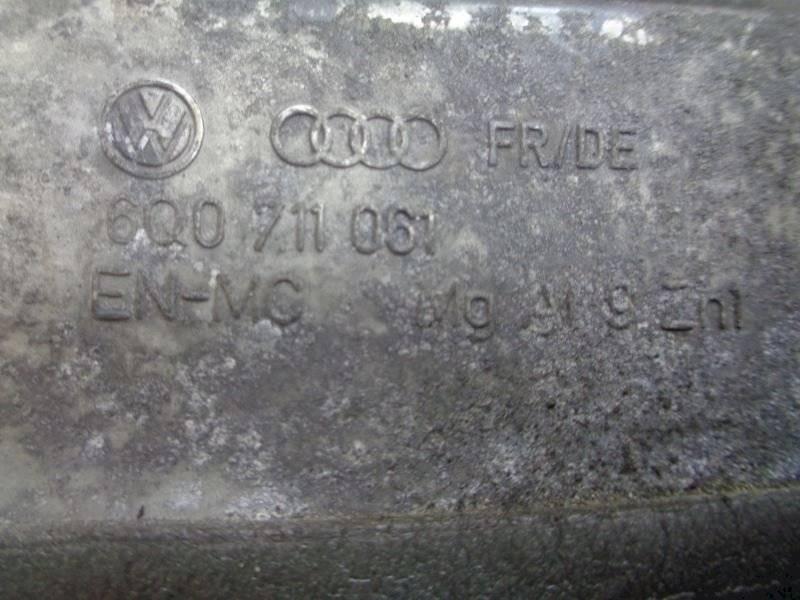 FR/DE
6Q0 711 061
EN-MC Mg Al 9 Zn1